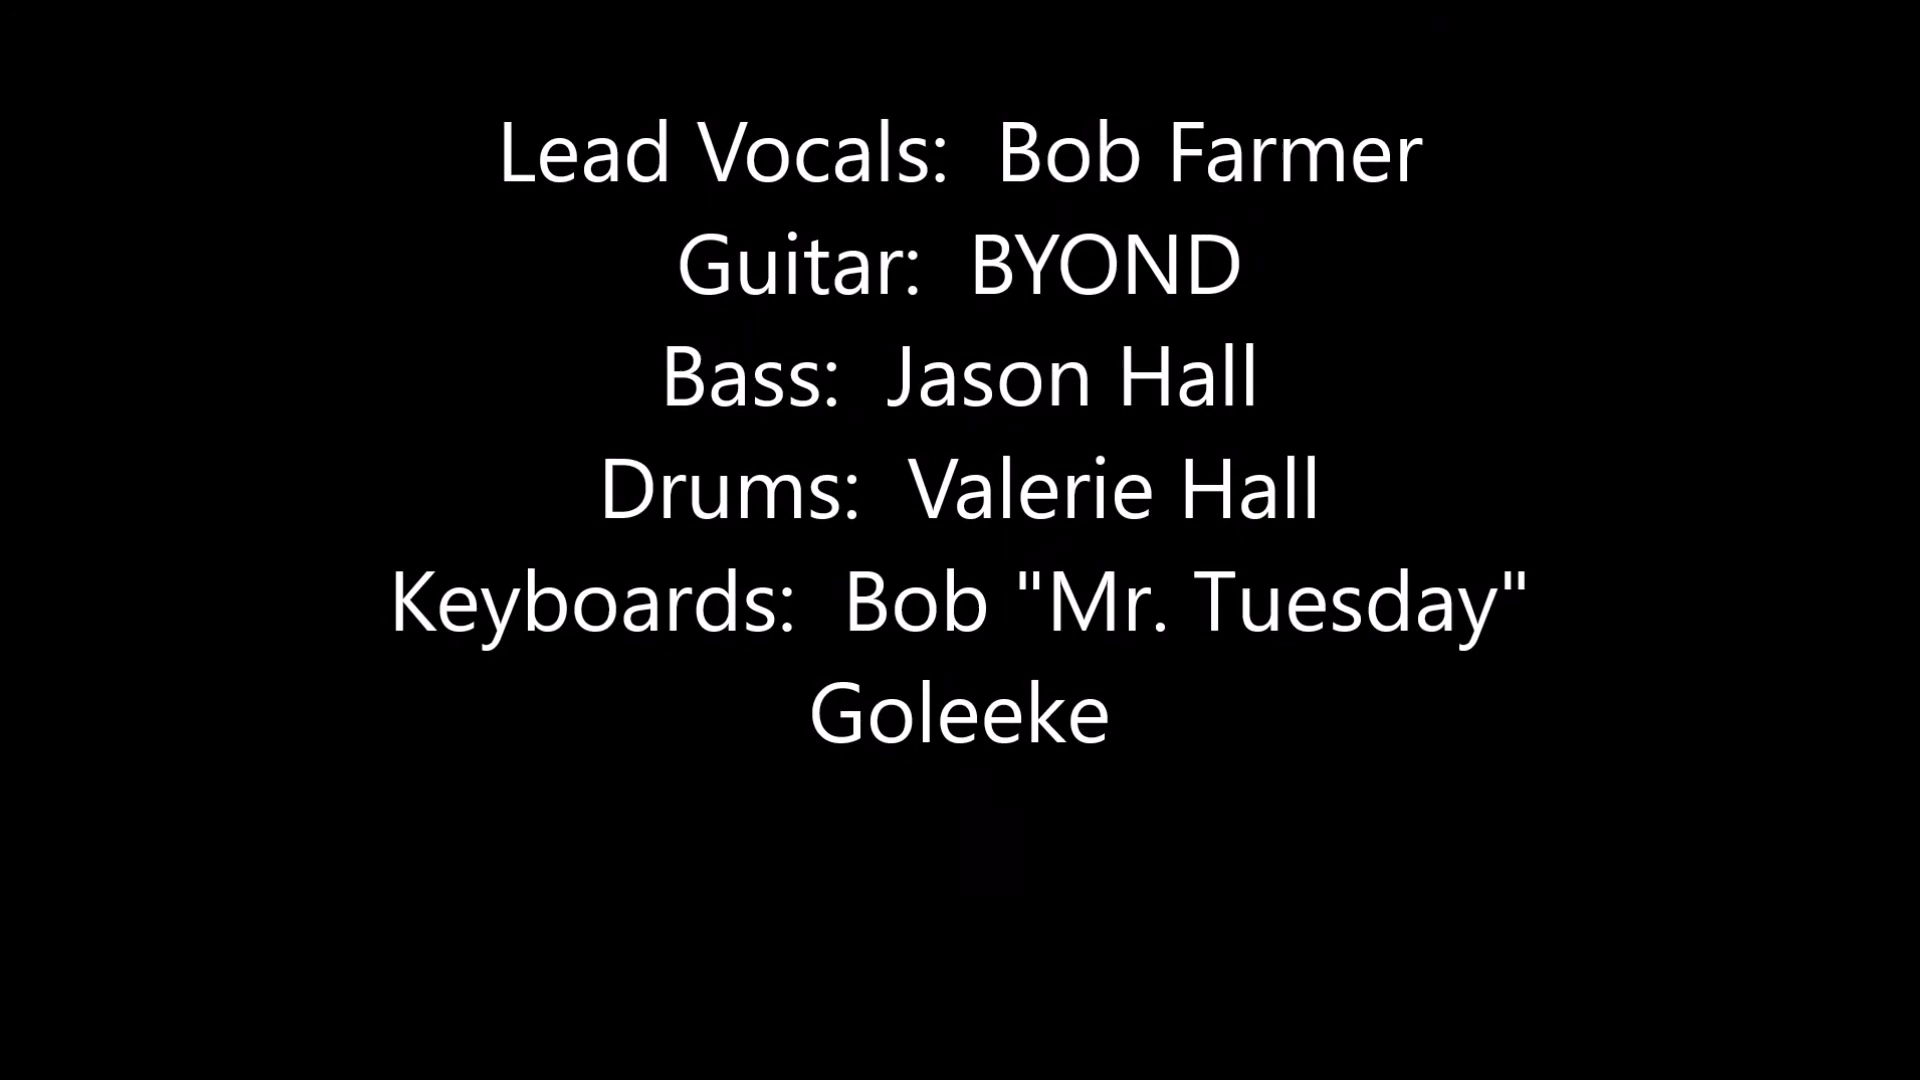 Lead Vocals:  Bob Farmer
Guitar:  BYOND
Bass:  Jason Hall
Drums:  Valerie Hall
Keyboards:  Bob "Mr. Tuesday"
Goleeke